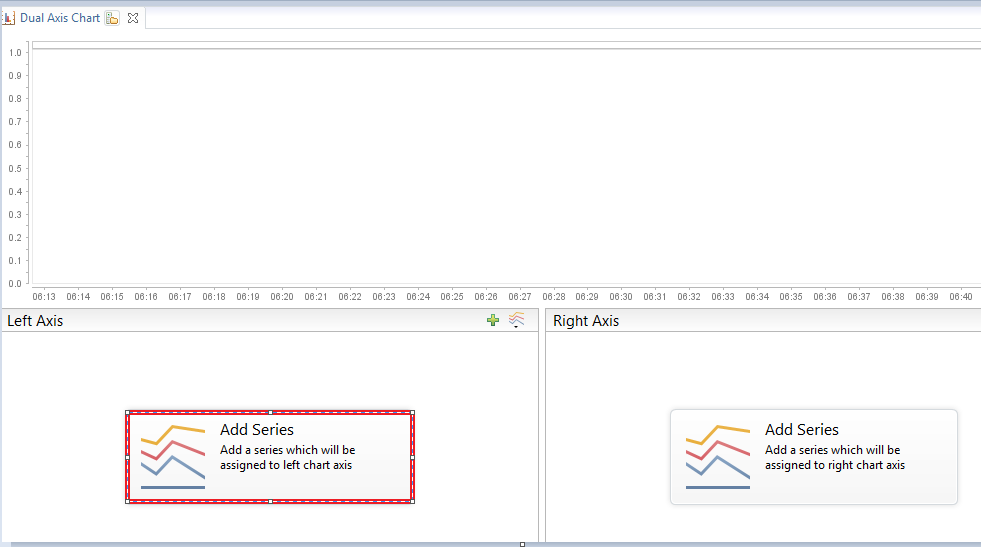 Dual Axis Chart
1.0
0.9
0.8
0.7
0.6
0.5
0.4
0.3
0.2
0.1
0.0
06:13 06:14 06:15 06:16 06:17 06:18 06:19 06:20 06:21 06:22 06:23 06:24 06:25 06:26 06:27 06:28 06:29 06:30 06:31 06:32 06:33 06:34 06:35 06:36 06:37 06:38 06:39 06:40
Left Axis
Right Axis
Add Series
Add a series which will be
assigned to left chart axis
Add Series
Add a series which will be
assigned to right chart axis